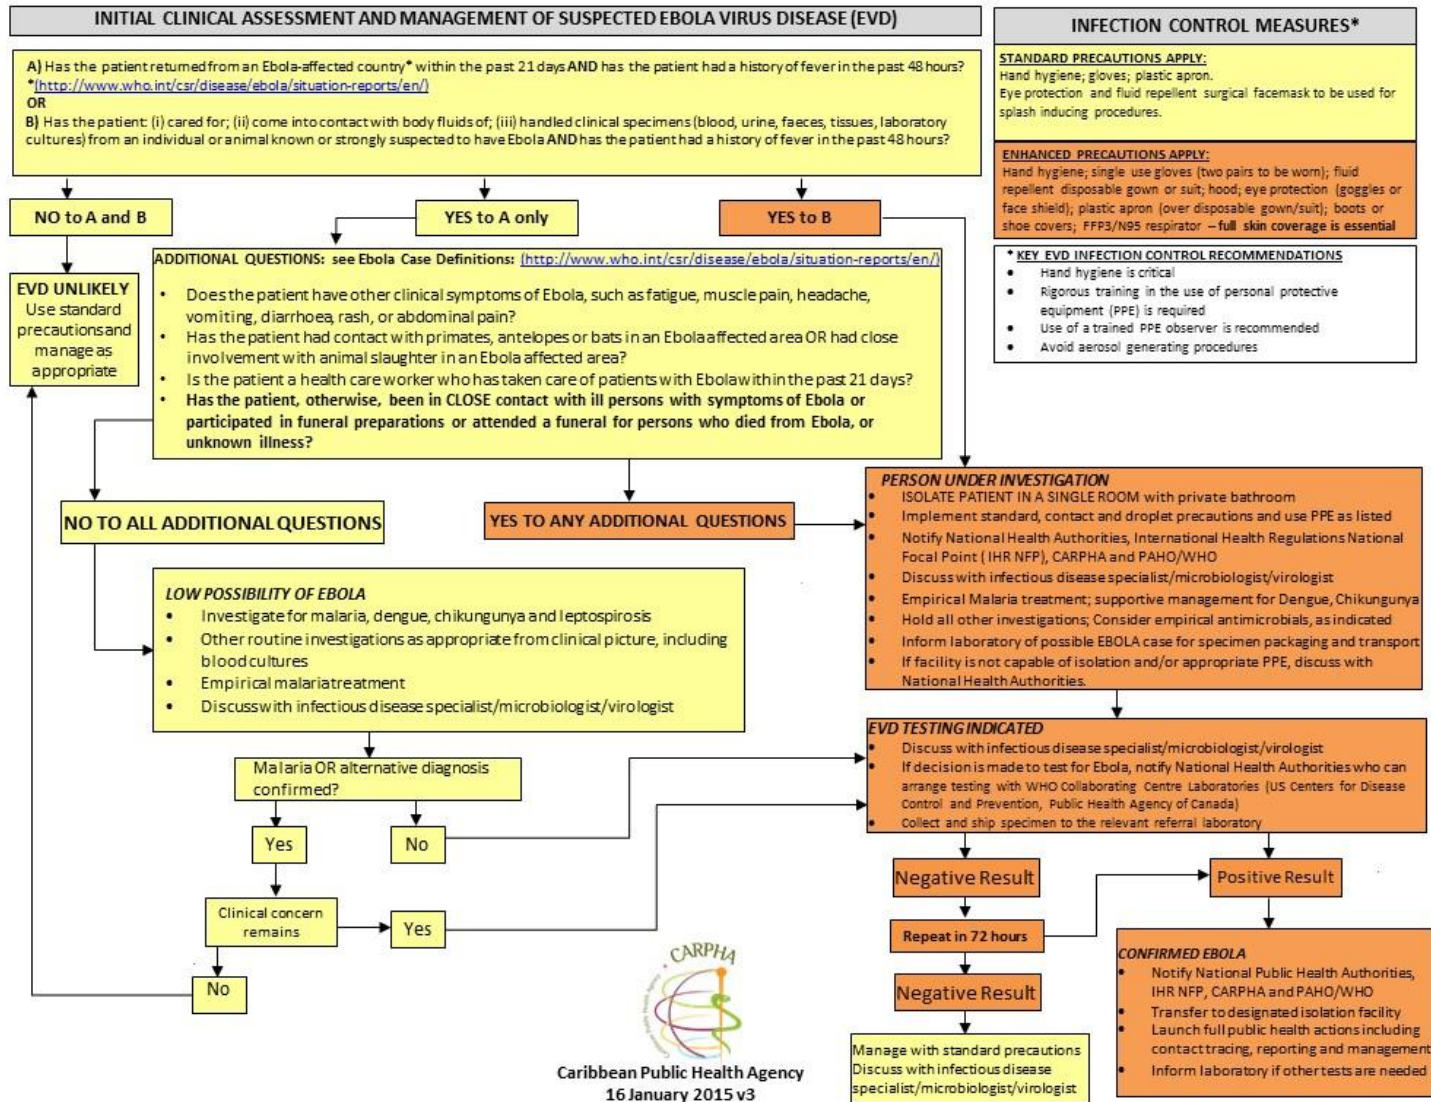 INITIAL CLINICAL ASSESSMENT AND MANAGEMENT OF SUSPECTED EBOLA VIRUS DISEASE (EVD)
A) Has the patient returned from an Ebola-affected country* within the past 21 days AND has the patient had a history of fever in the past 48 hours?
*(http://www.who.int/csr/disease/ebola/situation-reports/en/)
OR
B) Has the patient: (i) cared for; (ii) come into contact with body fluids of; (iii) handled clinical specimens (blood, urine, faeces, tissues, laboratory
cultures) from an individual or animal known or strongly suspected to have Ebola AND has the patient had a history of fever in the past 48 hours?
NO to A and B
YES to A only
YES to B
EVD UNLIKELY
Use standard
precautions and
manage as
appropriate
ADDITIONAL QUESTIONS: see Ebola Case Definitions: (http://www.who.int/csr/disease/ebola/situation-reports/en/)
• Does the patient have other clinical symptoms of Ebola, such as fatigue, muscle pain, headache,
vomiting, diarrhoea, rash, or abdominal pain?
• Has the patient had contact with primates, antelopes or bats in an Ebola affected area OR had close
involvement with animal slaughter in an Ebola affected area?
• Is the patient a health care worker who has taken care of patients with Ebola within the past 21 days?
• Has the patient, otherwise, been in CLOSE contact with ill persons with symptoms of Ebola or
participated in funeral preparations or attended a funeral for persons who died from Ebola, or
unknown illness?
NO TO ALL ADDITIONAL QUESTIONS
YES TO ANY ADDITIONAL QUESTIONS
LOW POSSIBILITY OF EBOLA
• Investigate for malaria, dengue, chikungunya and leptospirosis
• Other routine investigations as appropriate from clinical picture, including
blood cultures
• Empirical malaria treatment
• Discuss with infectious disease specialist/microbiologist/virologist
Malaria OR alternative diagnosis
confirmed?
Yes
No
Clinical concern
remains
Yes
No
INFECTION CONTROL MEASURES*
STANDARD PRECAUTIONS APPLY:
Hand hygiene; gloves; plastic apron.
Eye protection and fluid repellent surgical facemask to be used for
splash inducing procedures.
ENHANCED PRECAUTIONS APPLY:
Hand hygiene; single use gloves (two pairs to be worn); fluid
repellent disposable gown or suit; hood; eye protection (goggles or
face shield); plastic apron (over disposable gown/suit); boots or
shoe covers; FFP3/N95 respirator – full skin coverage is essential
* KEY EVD INFECTION CONTROL RECOMMENDATIONS
• Hand hygiene is critical
• Rigorous training in the use of personal protective
equipment (PPE) is required
• Use of a trained PPE observer is recommended
• Avoid aerosol generating procedures
PERSON UNDER INVESTIGATION
• ISOLATE PATIENT IN A SINGLE ROOM with private bathroom
• Implement standard, contact and droplet precautions and use PPE as listed
• Notify National Health Authorities, International Health Regulations National
Focal Point ( IHR NFP), CARPHA and PAHO/WHO
• Discuss with infectious disease specialist/microbiologist/virologist
• Empirical Malaria treatment; supportive management for Dengue, Chikungunya
• Hold all other investigations; Consider empirical antimicrobials, as indicated
• Inform laboratory of possible EBOLA case for specimen packaging and transport
• If facility is not capable of isolation and/or appropriate PPE, discuss with
National Health Authorities.
EVD TESTING INDICATED
• Discuss with infectious disease specialist/microbiologist/virologist
• If decision is made to test for Ebola, notify National Health Authorities who can
arrange testing with WHO Collaborating Centre Laboratories (US Centers for Disease
Control and Prevention, Public Health Agency of Canada)
• Collect and ship specimen to the relevant referral laboratory
Negative Result
Positive Result
Repeat in 72 hours
Negative Result
Manage with standard precautions
Discuss with infectious disease
specialist/microbiologist/virologist
CONFIRMED EBOLA
• Notify National Public Health Authorities,
IHR NFP, CARPHA and PAHO/WHO
• Transfer to designated isolation facility
• Launch full public health actions including
contact tracing, reporting and management
• Inform laboratory if other tests are needed
CARPHA
Caribbean Public Health Agency
Caribbean Public Health Agency
16 January 2015 v3